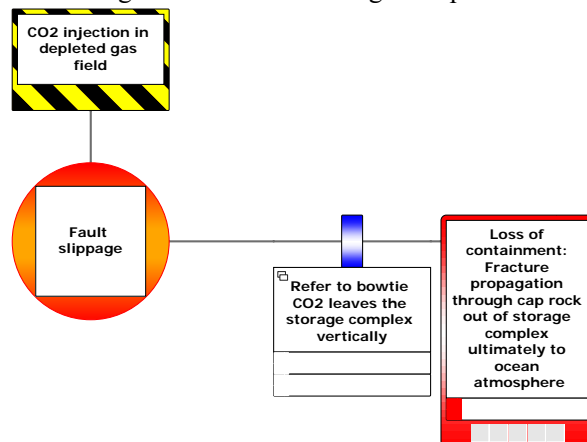 CO2 injection in
depleted gas
field
Fault
slippage
Refer to bowtie
CO2 leaves the
storage complex
vertically
Loss of
containment:
Fracture
propagation
through cap rock
out of storage
complex
ultimately to
ocean
atmosphere